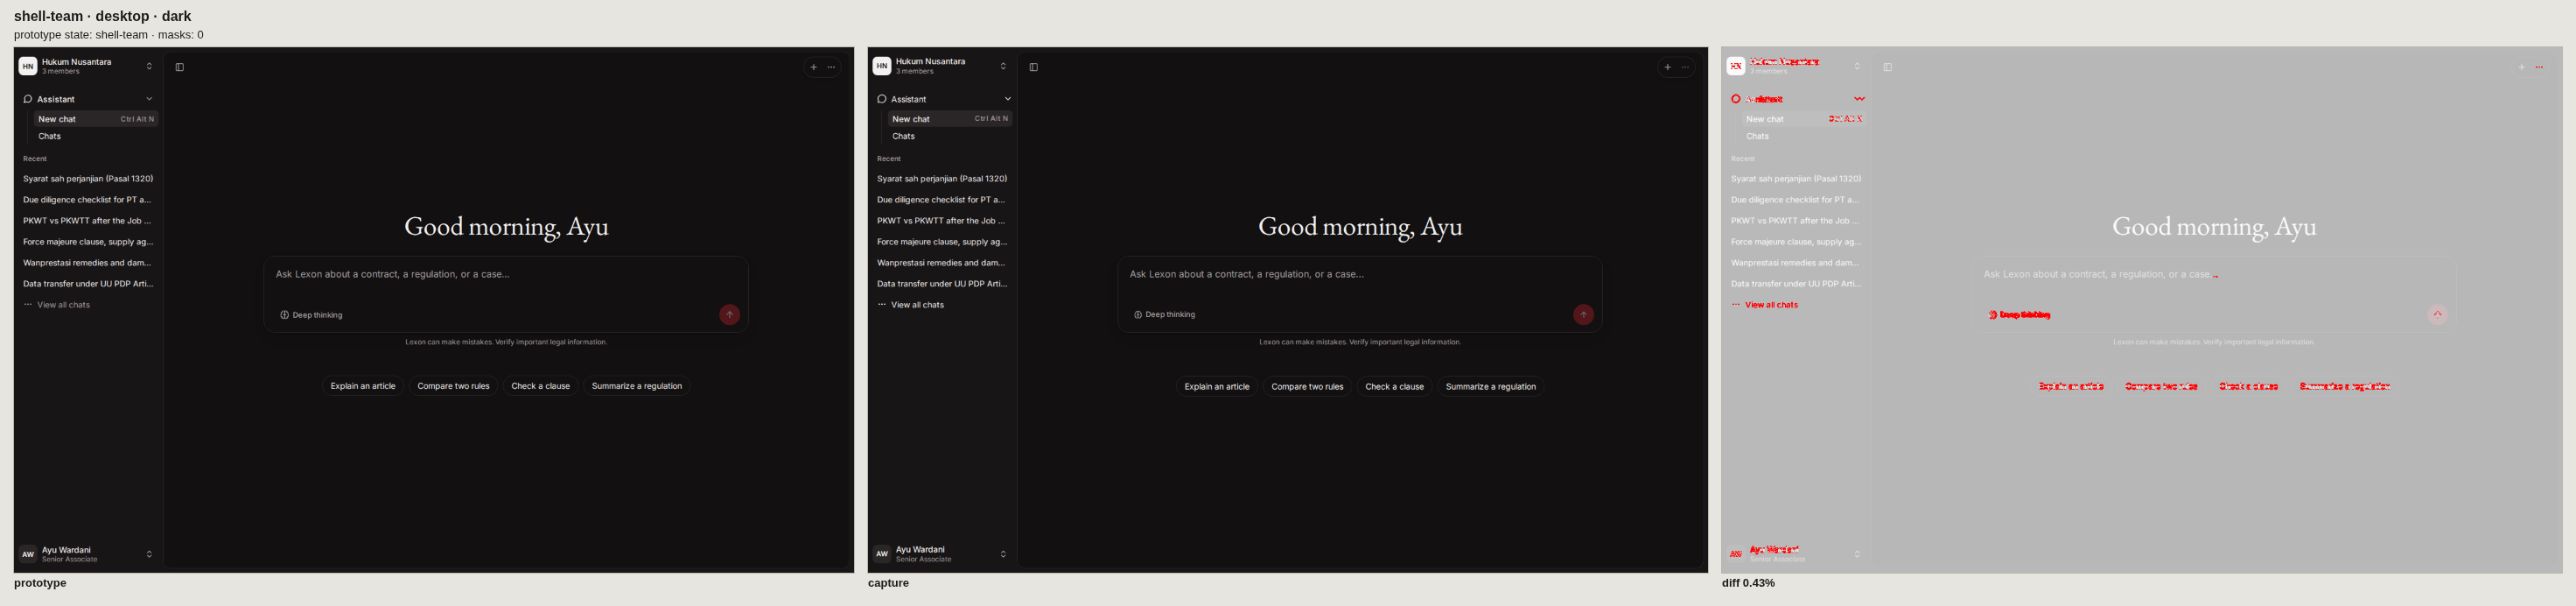 shell-team · desktop · dark
prototype state: shell-team · masks: 0
HN
Hukum Nusantara
3 members
Assistant
New chat
Ctrl Alt N
Chats
Recent
Syarat sah perjanjian (Pasal 1320)
Due diligence checklist for PT a...
PKWT vs PKWTT after the Job ...
Force majeure clause, supply ag...
Wanprestasi remedies and dam...
Data transfer under UU PDP Arti...
View all chats
AW
Ayu Wardani
Senior Associate
Good morning, Ayu
Ask Lexon about a contract, a regulation, or a case...
Deep thinking
Lexon can make mistakes. Verify important legal information.
Explain an article
Compare two rules
Check a clause
Summarize a regulation
prototype
HN
Hukum Nusantara
3 members
Assistant
New chat
Ctrl Alt N
Chats
Recent
Syarat sah perjanjian (Pasal 1320)
Due diligence checklist for PT a...
PKWT vs PKWTT after the Job ...
Force majeure clause, supply ag...
Wanprestasi remedies and dam...
Data transfer under UU PDP Arti...
View all chats
AW
Ayu Wardani
Senior Associate
Good morning, Ayu
Ask Lexon about a contract, a regulation, or a case...
Deep thinking
Lexon can make mistakes. Verify important legal information.
Explain an article
Compare two rules
Check a clause
Summarize a regulation
capture
3 members
New chat
Chats
Recent
Syarat sah perjanjian (Pasal 1320)
Due diligence checklist for PT a...
PKWT vs PKWTT after the Job ...
Force majeure clause, supply ag...
Wanprestasi remedies and dam...
Data transfer under UU PDP Arti...
View all chats
Senior Associate
Good morning, Ayu
Ask Lexon about a contract, a regulation, or a case...
Lexon can make mistakes. Verify important legal information.
diff 0.43%